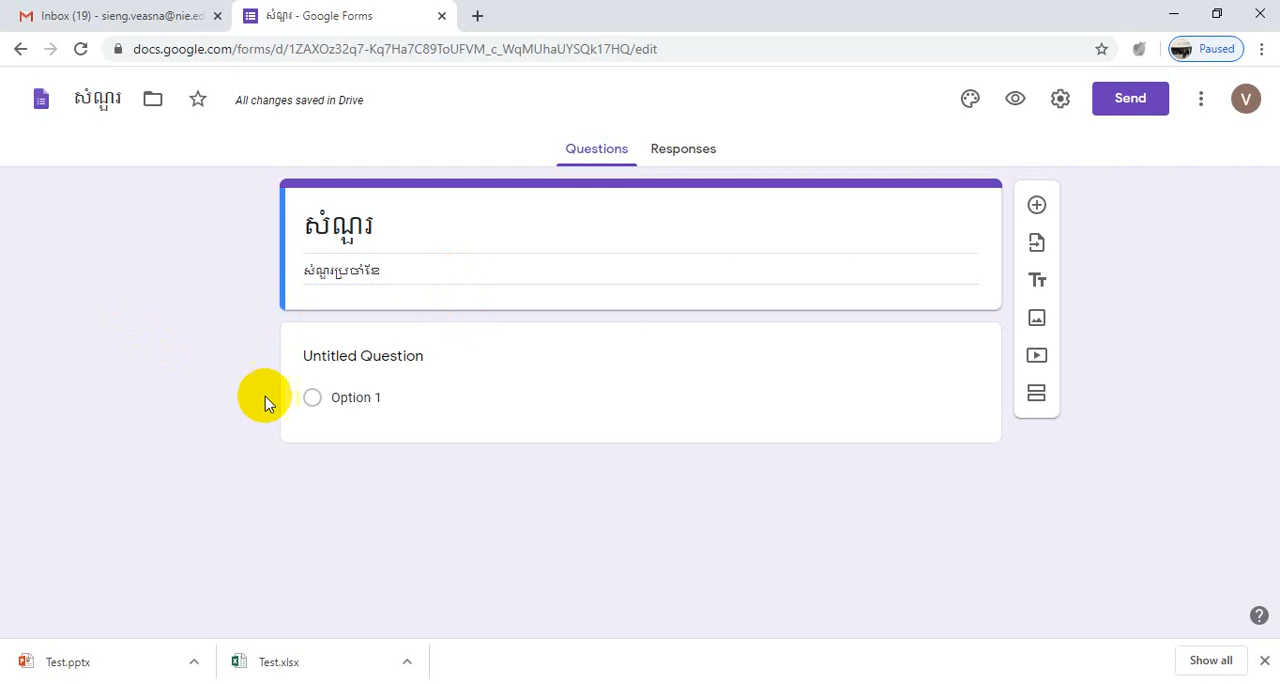 Inbox (19) - sieng.veasna@nie.ed
សំណួរ - Google Forms
docs.google.com/forms/d/1ZAXOz32q7-Kq7Ha7C89ToUFVM_c_WqMUhaUYSQk17HQ/edit
Paused
សំណួរ
All changes saved in Drive
Send
V
Questions
Responses
សំណួរ
សំណួរប្រចាំខែ
Untitled Question
Option 1
Test.pptx
Test.xlsx
Show all